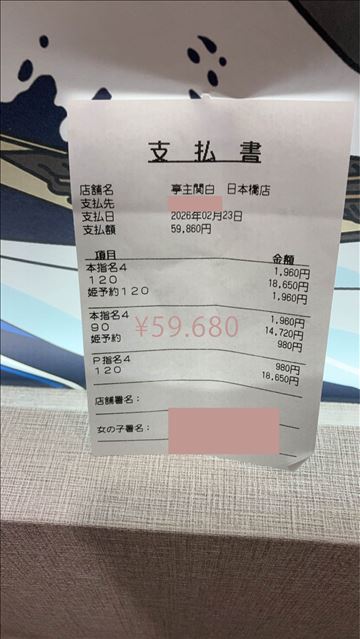 支払書
店舗名 亭主関白 日本橋店
支払先
支払日 2026年02月23日
支払額 59,860円
項目 金額
本指名4 1,960円
120 18,650円
姫予約120 1,960円
本指名4 1,960円
90 14,720円
姫予約 980円
¥59.680
P指名4 980円
120 18,650円
店舗署名：
女の子署名：